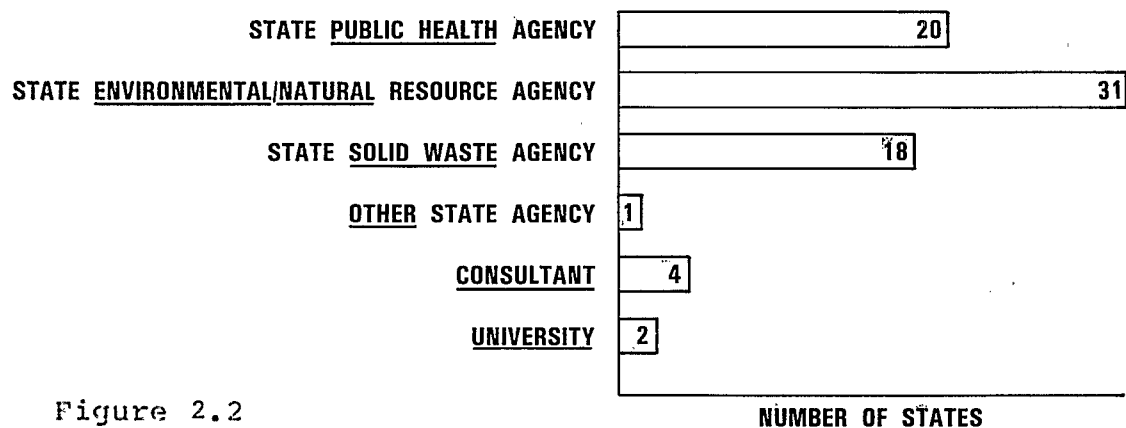 STATE PUBLIC HEALTH AGENCY 20
STATE ENVIRONMENTAL/NATURAL RESOURCE AGENCY 31
STATE SOLID WASTE AGENCY 18
OTHER STATE AGENCY 1
CONSULTANT 4
UNIVERSITY 2
Figure 2.2
NUMBER OF STATES